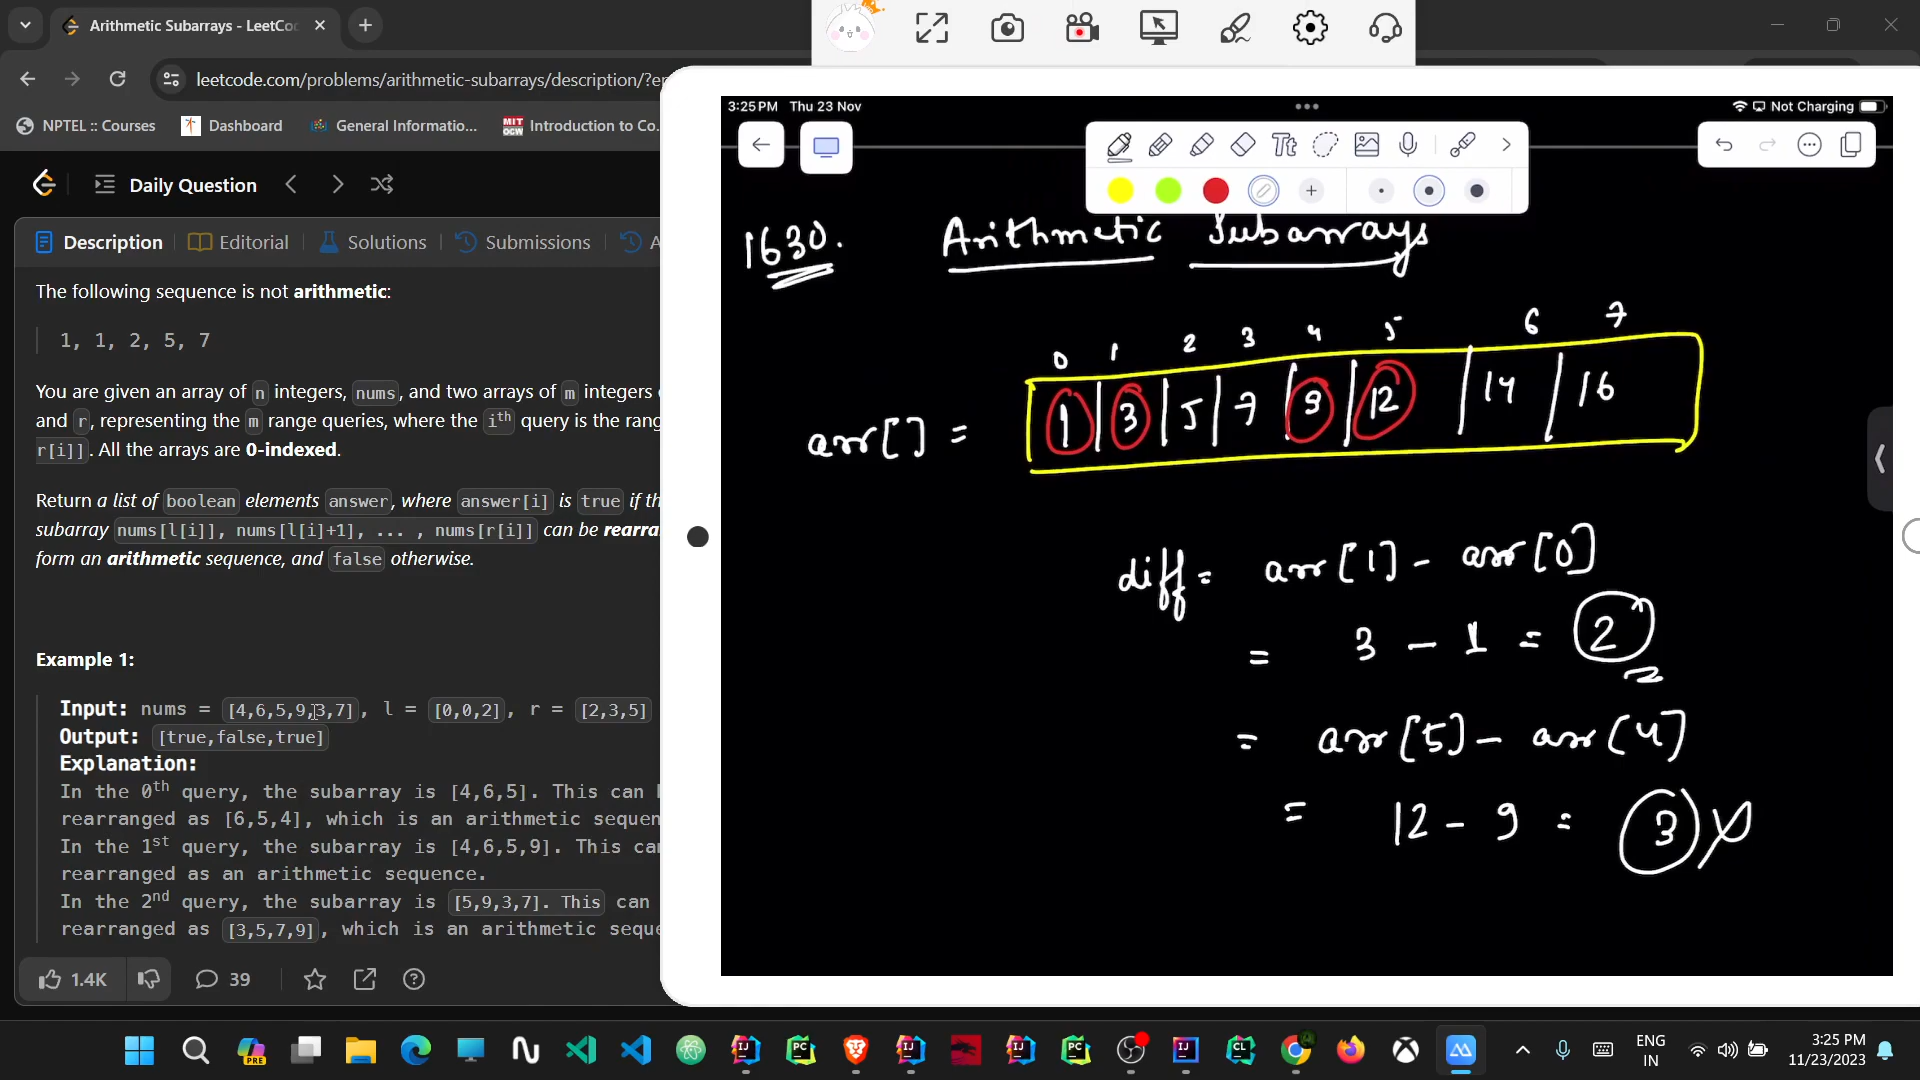 Arithmetic Subarrays - LeetCo
leetcode.com/problems/arithmetic-subarrays/description/?e
NPTEL :: Courses
Dashboard
General Informatio...
MIT OCW
Introduction to Co.
Daily Question
Description
Editorial
Solutions
Submissions
The following sequence is not arithmetic:
1, 1, 2, 5, 7
You are given an array of n integers, nums, and two arrays of m integers
and r, representing the m range queries, where the ith query is the rang
r[i]]. All the arrays are 0-indexed.
Return a list of boolean elements answer, where answer[i] is true if th
subarray nums[l[i]], nums[l[i]+1], ... , nums[r[i]] can be rearra
form an arithmetic sequence, and false otherwise.
Example 1:
Input: nums = [4,6,5,9,3,7], l = [0,0,2], r = [2,3,5]
Output: [true,false,true]
Explanation:
In the 0th query, the subarray is [4,6,5]. This can
rearranged as [6,5,4], which is an arithmetic sequen
In the 1st query, the subarray is [4,6,5,9]. This ca
rearranged as an arithmetic sequence.
In the 2nd query, the subarray is [5,9,3,7]. This can
rearranged as [3,5,7,9], which is an arithmetic seque
1.4K
39
3:25 PM Thu 23 Nov
Not Charging
Tt
1630. Arithmetic Subarrays
0 1 2 3 4 5 6 7
arr[] = 1 3 5 7 9 12 14 16
diff = arr[1] - arr[0]
= 3 - 1 = 2
= arr[5] - arr[4]
= 12 - 9 = 3
PRE
ENG
IN
3:25 PM
11/23/2023